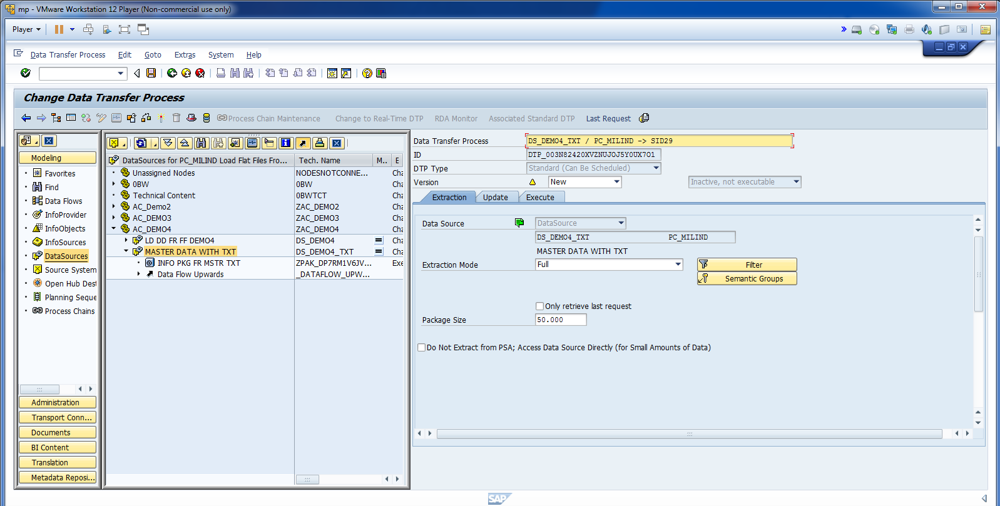 mp - VMware Workstation 12 Player (Non-commercial use only)
Player
Data Transfer Process Edit Goto Extras System Help
Change Data Transfer Process
Process Chain Maintenance Change to Real-Time DTP RDA Monitor Associated Standard DTP Last Request
Modeling
Favorites
Find
Data Flows
InfoProvider
InfoObjects
InfoSources
DataSources
Source System
Open Hub Dest
Planning Seque
Process Chains
Administration
Transport Conn...
Documents
BI Content
Translation
Metadata Reposi...
DataSources for PC_MILIND Load Flat Files Fro... Tech. Name M.. E
Unassigned Nodes NODESNOTCONNE... Cha
0BW 0BW Cha
Technical Content 0BWTCT Cha
AC_Demo2 ZAC_DEMO2 Cha
AC_DEMO3 ZAC_DEMO3 Cha
AC_DEMO4 ZAC_DEMO4 Cha
LD DD FR FF DEMO4 DS_DEMO4 Cha
MASTER DATA WITH TXT DS_DEMO4_TXT Cha
INFO PKG FR MSTR TXT ZPAK_DP7RM1V6JV... Exe
Data Flow Upwards _DATAFLOW_UPW...
Data Transfer Process DS_DEMO4_TXT / PC_MILIND -> SID29
ID DTP_003N82420XVZNUJOJ5Y0UX7O1
DTP Type Standard (Can Be Scheduled)
Version New Inactive, not executable
Extraction Update Execute
Data Source DataSource
DS_DEMO4_TXT PC_MILIND
MASTER DATA WITH TXT
Extraction Mode Full Filter
Semantic Groups
Only retrieve last request
Package Size 50.000
Do Not Extract from PSA; Access Data Source Directly (for Small Amounts of Data)
SAP